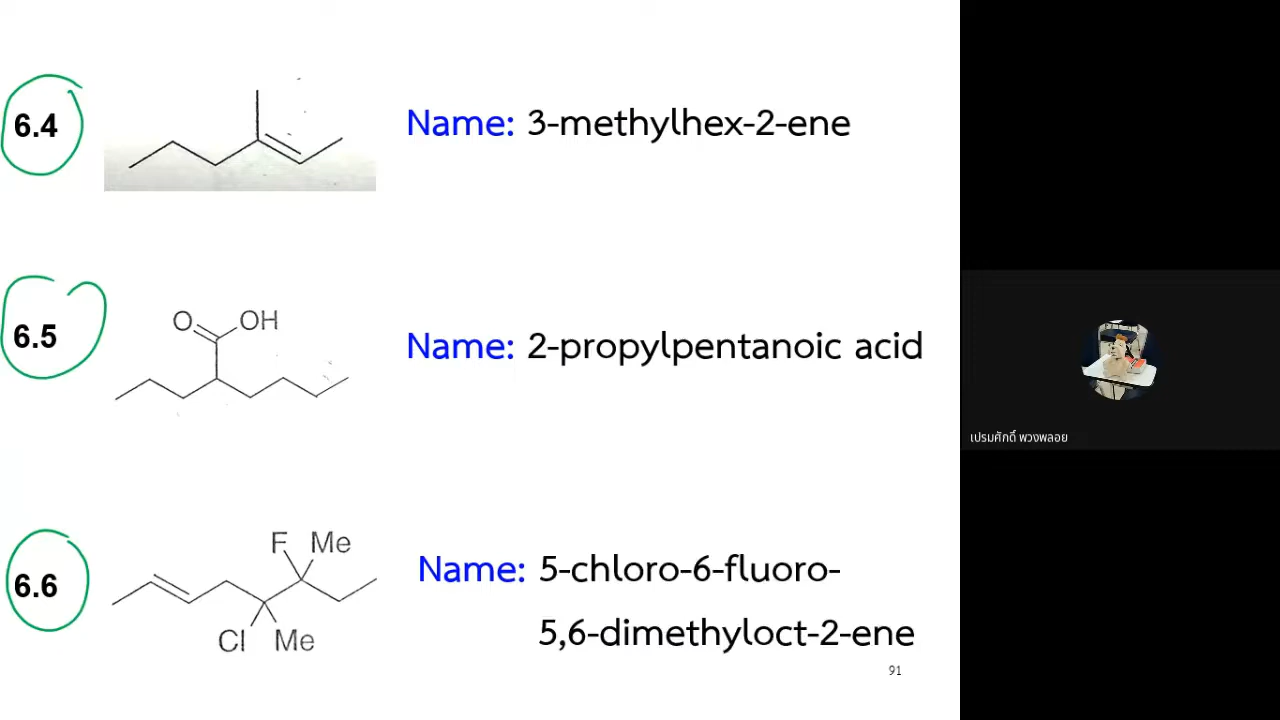 6.4
Name: 3-methylhex-2-ene
6.5
O
OH
Name: 2-propylpentanoic acid
6.6
F Me
Cl Me
Name: 5-chloro-6-fluoro-
5,6-dimethyloct-2-ene
91
เปรมศักดิ์ พวงพลอย